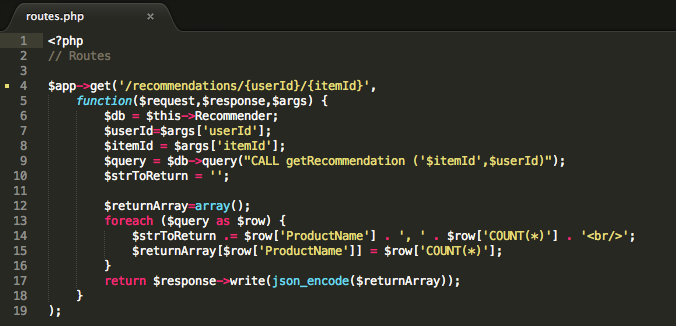 routes.php ×
1 <?php
2 // Routes
3
4 $app->get('/recommendations/{userId}/{itemId}',
5     function($request,$response,$args) {
6         $db = $this->Recommender;
7         $userId=$args['userId'];
8         $itemId = $args['itemId'];
9         $query = $db->query("CALL getRecommendation ('$itemId',$userId)");
10         $strToReturn = '';
11
12         $returnArray=array();
13         foreach ($query as $row) {
14             $strToReturn .= $row['ProductName'] . ', ' . $row['COUNT(*)'] . '<br/>';
15             $returnArray[$row['ProductName']] = $row['COUNT(*)'];
16         }
17         return $response->write(json_encode($returnArray));
18     }
19 );